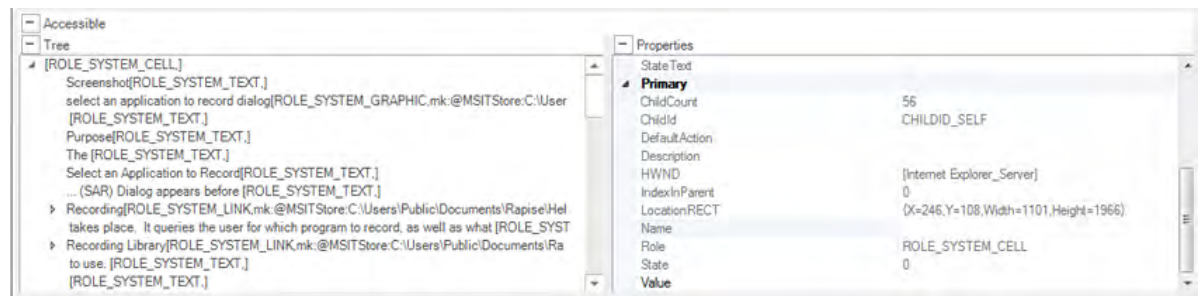 Accessible
Tree
[ROLE_SYSTEM_CELL,]
Screenshot[ROLE_SYSTEM_TEXT,]
select an application to record dialog[ROLE_SYSTEM_GRAPHIC,mk:@MSITStore:C:\User
[ROLE_SYSTEM_TEXT,]
Purpose[ROLE_SYSTEM_TEXT,]
The [ROLE_SYSTEM_TEXT,]
Select an Application to Record[ROLE_SYSTEM_TEXT,]
... (SAR) Dialog appears before [ROLE_SYSTEM_TEXT,]
Recording[ROLE_SYSTEM_LINK,mk:@MSITStore:C:\Users\Public\Documents\Rapise\Hel
takes place.  It queries the user for which program to record, as well as what [ROLE_SYST
Recording Library[ROLE_SYSTEM_LINK,mk:@MSITStore:C:\Users\Public\Documents\Ra
to use. [ROLE_SYSTEM_TEXT,]
[ROLE_SYSTEM_TEXT,]
Properties
StateText
Primary
ChildCount 56
ChildId CHILDID_SELF
DefaultAction
Description
HWND [Internet Explorer_Server]
IndexInParent 0
LocationRECT {X=246,Y=108,Width=1101,Height=1966}
Name
Role ROLE_SYSTEM_CELL
State 0
Value